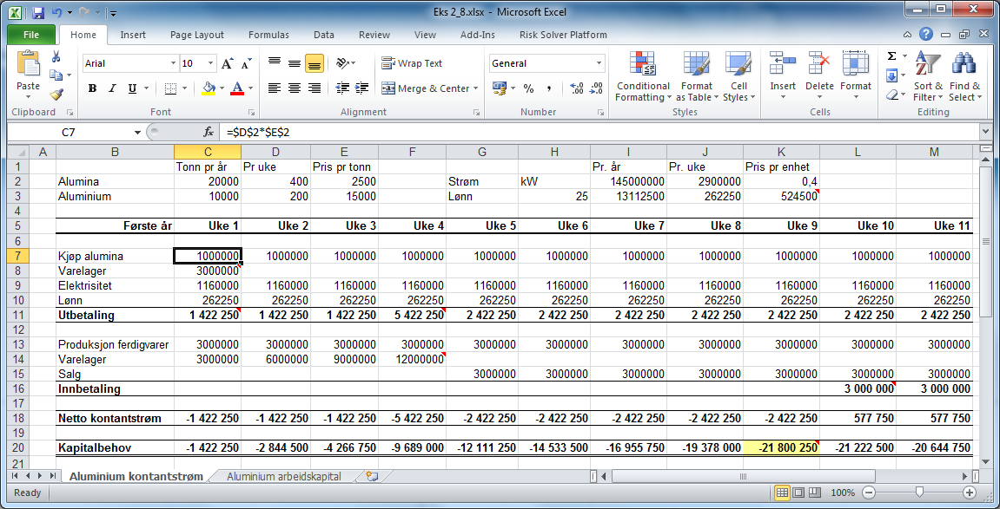 Eks 2_8.xlsx - Microsoft Excel
File Home Insert Page Layout Formulas Data Review View Add-Ins Risk Solver Platform
Arial 10 Wrap Text General
Paste B I U Merge & Center % Conditional Formatting Format as Table Cell Styles Insert Delete Format Sort & Filter Find & Select
Clipboard Font Alignment Number Styles Cells Editing
C7 fx =$D$2*$E$2
A B C D E F G H I J K L M
1 Tonn pr år Pr uke Pris pr tonn Pr. år Pr. uke Pris pr enhet
2 Alumina 20000 400 2500 Strøm kW 145000000 2900000 0,4
3 Aluminium 10000 200 15000 Lønn 25 13112500 262250 524500
4
5 Første år Uke 1 Uke 2 Uke 3 Uke 4 Uke 5 Uke 6 Uke 7 Uke 8 Uke 9 Uke 10 Uke 11
6
7 Kjøp alumina 1000000 1000000 1000000 1000000 1000000 1000000 1000000 1000000 1000000 1000000 1000000
8 Varelager 3000000
9 Elektrisitet 1160000 1160000 1160000 1160000 1160000 1160000 1160000 1160000 1160000 1160000 1160000
10 Lønn 262250 262250 262250 262250 262250 262250 262250 262250 262250 262250 262250
11 Utbetaling 1 422 250 1 422 250 1 422 250 5 422 250 2 422 250 2 422 250 2 422 250 2 422 250 2 422 250 2 422 250 2 422 250
12
13 Produksjon ferdigvarer 3000000 3000000 3000000 3000000 3000000 3000000 3000000 3000000 3000000 3000000 3000000
14 Varelager 3000000 6000000 9000000 12000000
15 Salg 3000000 3000000 3000000 3000000 3000000 3000000 3000000
16 Innbetaling 3 000 000 3 000 000
17
18 Netto kontantstrøm -1 422 250 -1 422 250 -1 422 250 -5 422 250 -2 422 250 -2 422 250 -2 422 250 -2 422 250 -2 422 250 577 750 577 750
19
20 Kapitalbehov -1 422 250 -2 844 500 -4 266 750 -9 689 000 -12 111 250 -14 533 500 -16 955 750 -19 378 000 -21 800 250 -21 222 500 -20 644 750
21
Aluminium kontantstrøm Aluminium arbeidskapital
Ready 100%